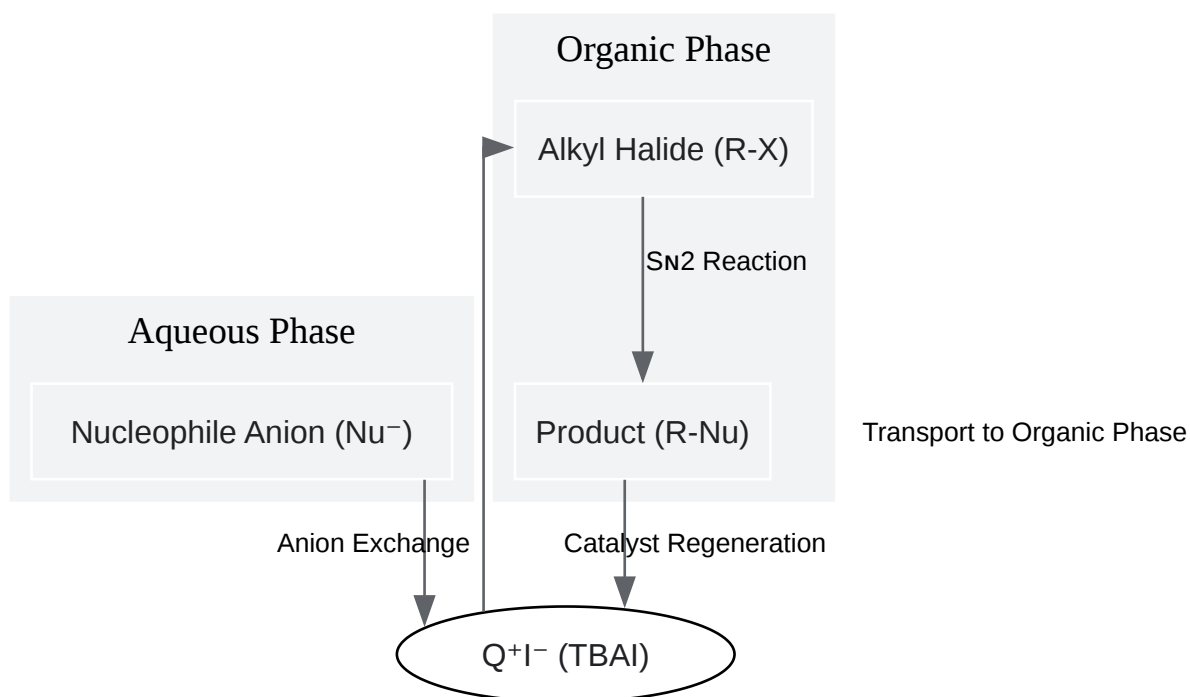 Organic Phase
Alkyl Halide (R-X)
Sɴ2 Reaction
Aqueous Phase
Nucleophile Anion (Nu⁻)
Product (R-Nu)
Transport to Organic Phase
Anion Exchange
Catalyst Regeneration
Q⁺I⁻ (TBAI)